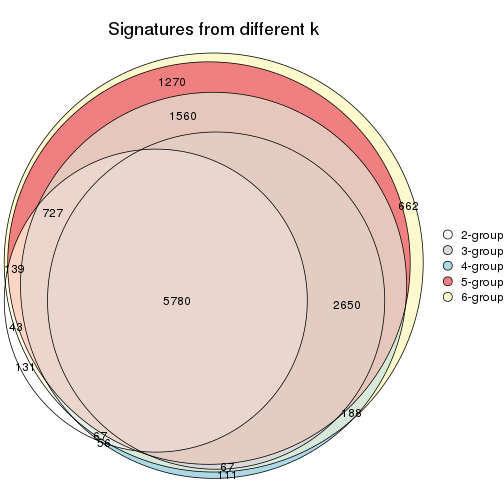 Signatures from different k
1270
1560
727
662
139
5780
2650
43
131
188
67
56
67
111
2-group
3-group
4-group
5-group
6-group